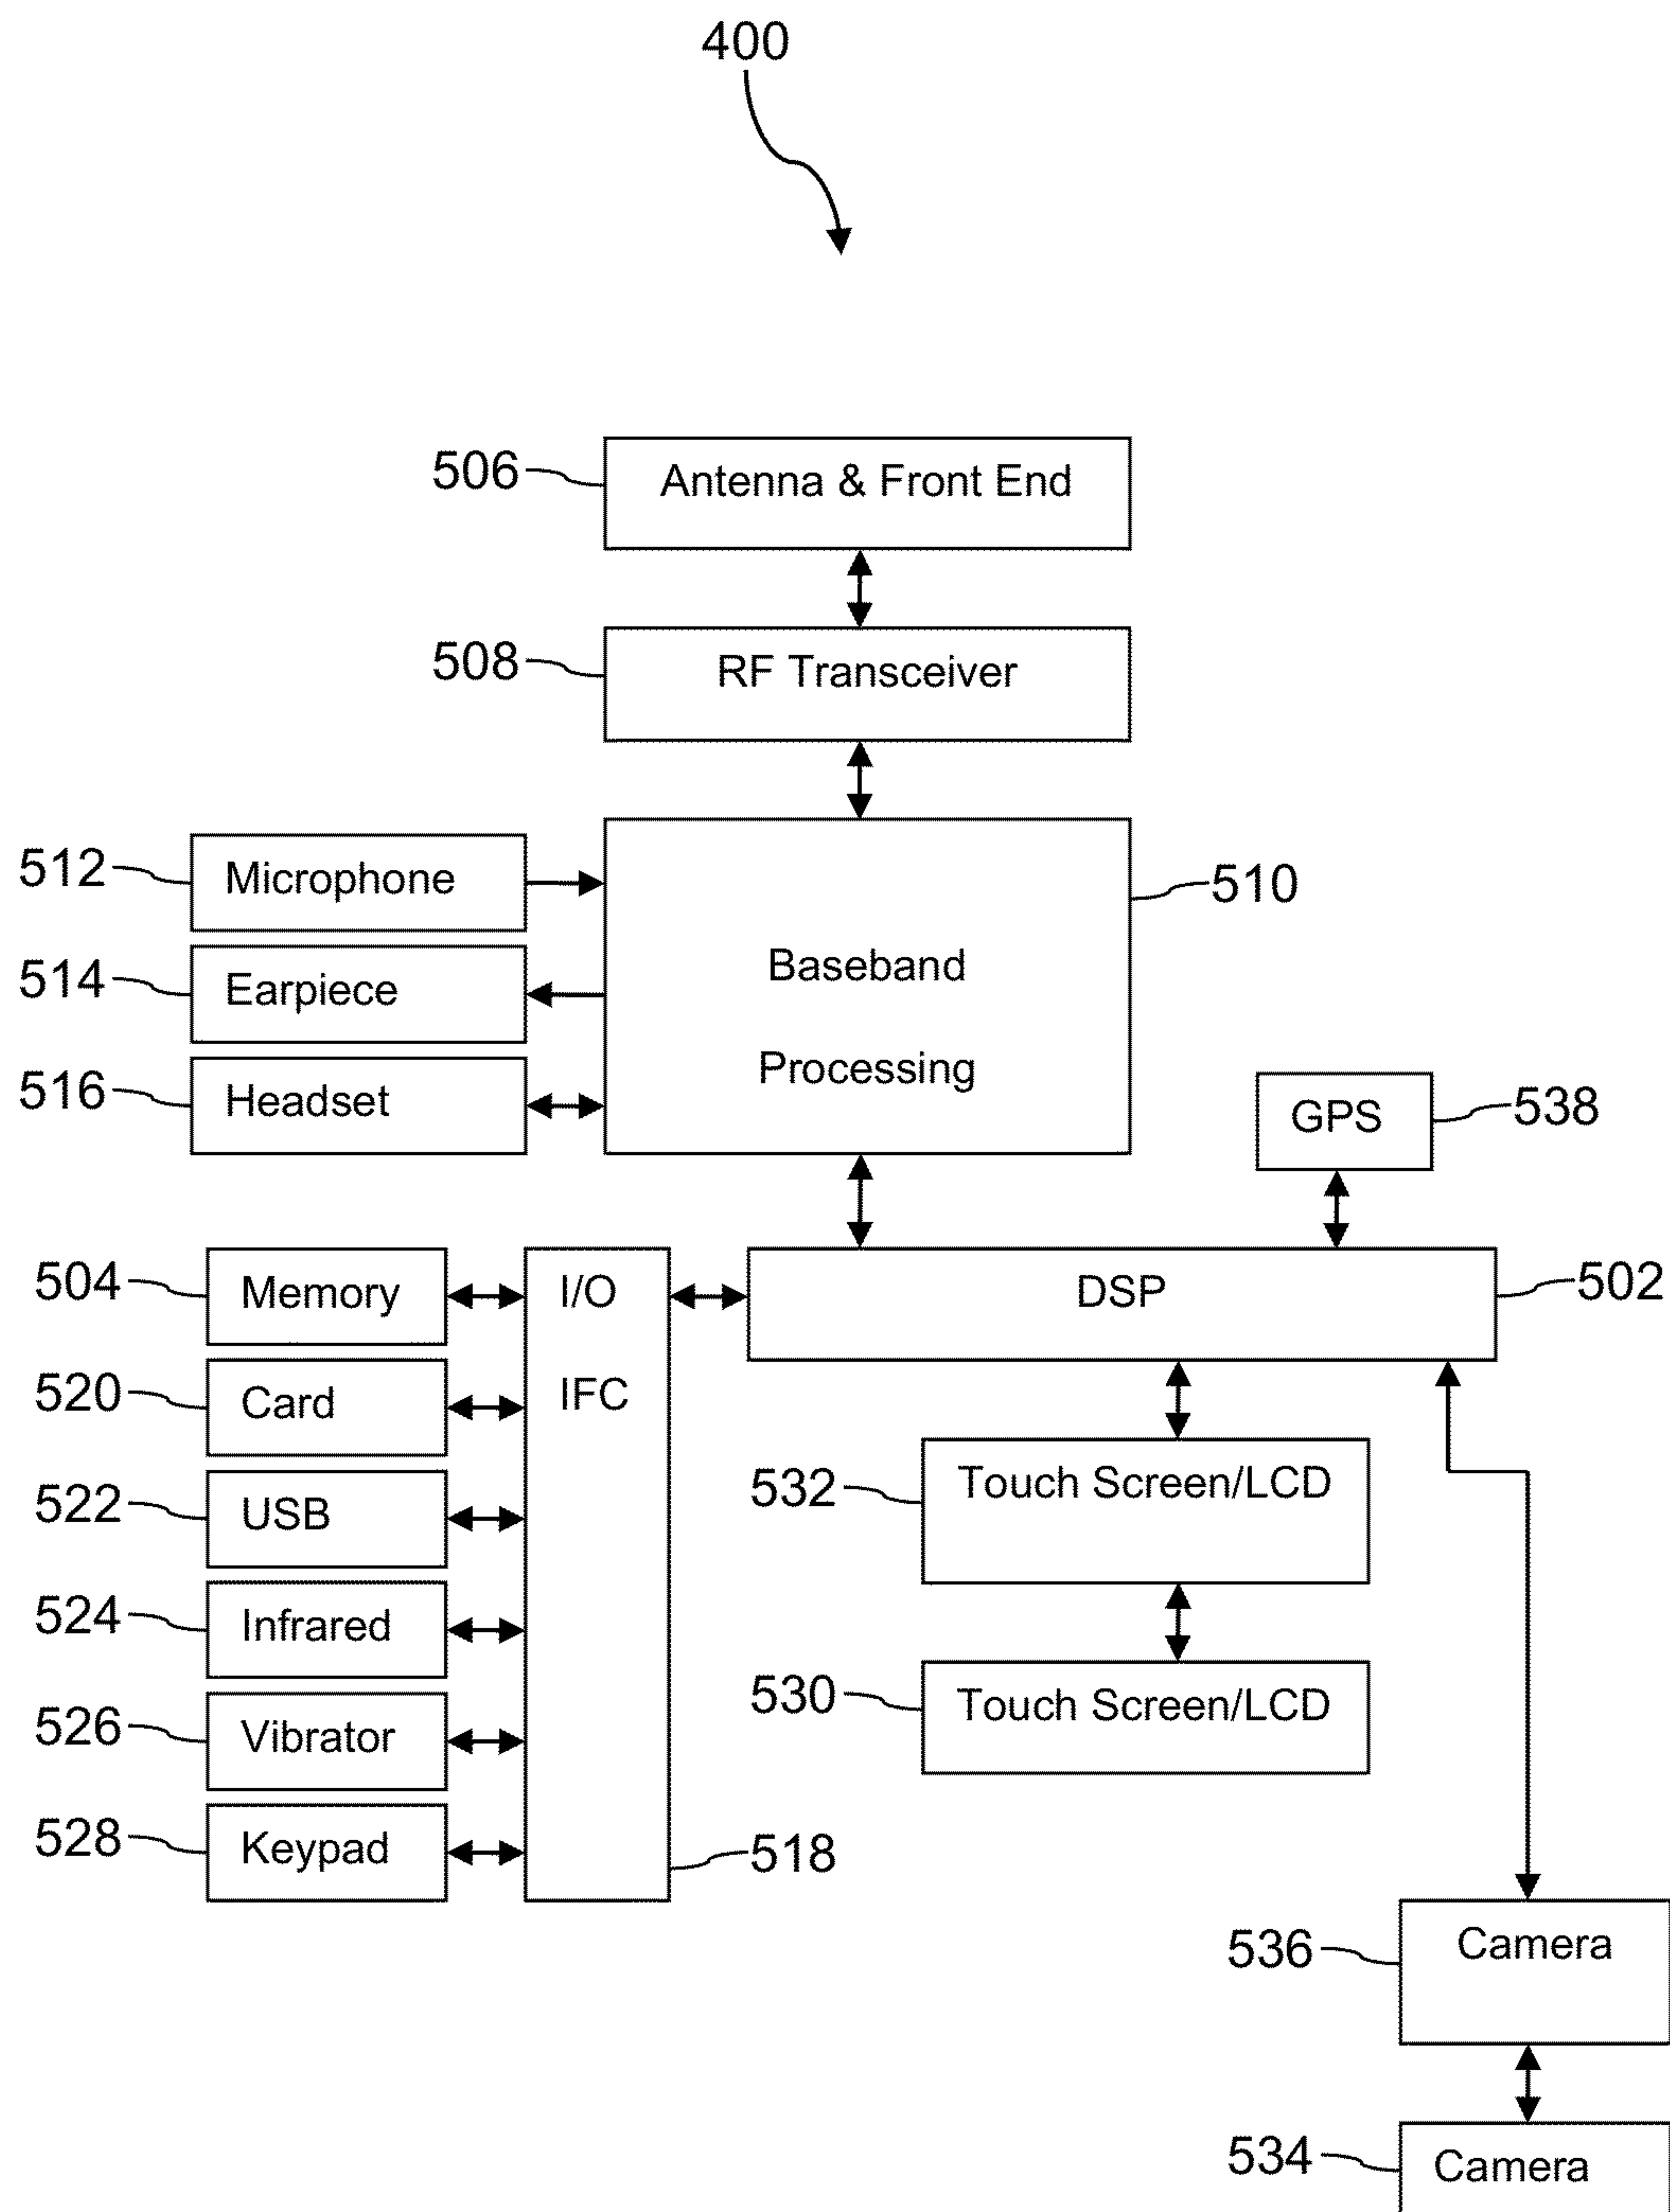 400
506
Antenna & Front End
508
RF Transceiver
512
Microphone
510
514
Earpiece
Baseband
Processing
516
Headset
GPS
538
504
Memory
I/O
IFC
DSP
502
520
Card
522
USB
532
Touch Screen/LCD
524
Infrared
526
Vibrator
530
Touch Screen/LCD
528
Keypad
518
536
Camera
534
Camera